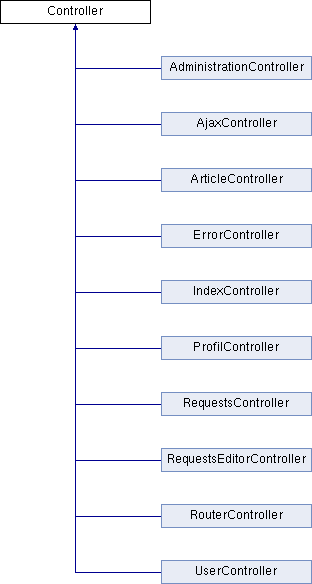 Controller
AdministrationController
AjaxController
ArticleController
ErrorController
IndexController
ProfilController
RequestsController
RequestsEditorController
RouterController
UserController